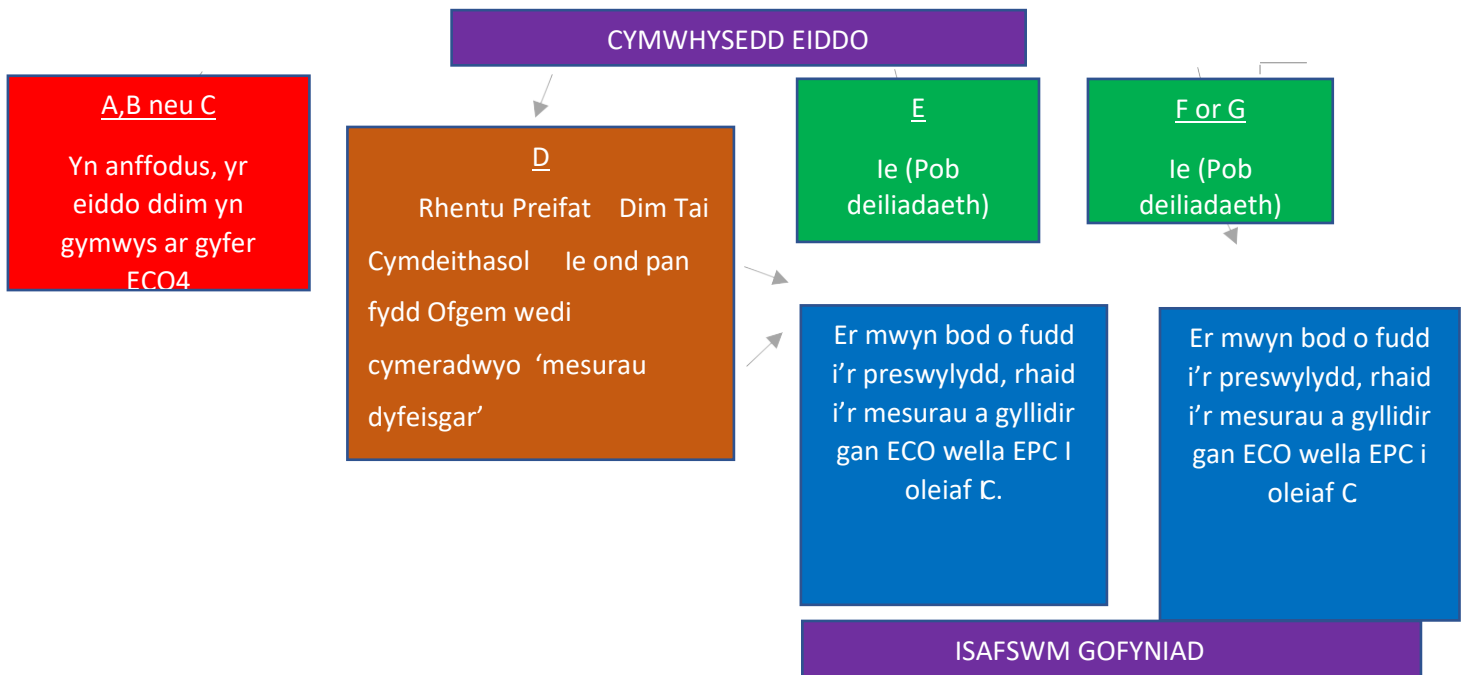 CYMWHYSEDD EIDDO
A,B neu C
Yn anffodus, yr
eiddo ddim yn
gymwys ar gyfer
ECO4
D
Rhentu Preifat Dim Tai
Cymdeithasol Ie ond pan
fydd Ofgem wedi
cymeradwyo ‘mesurau
dyfeisgar’
E
Ie (Pob
deiliadaeth)
F or G
Ie (Pob
deiliadaeth)
Er mwyn bod o fudd
i’r preswylydd, rhaid
i’r mesurau a gyllidir
gan ECO wella EPC I
oleiaf C.
Er mwyn bod o fudd
i’r preswylydd, rhaid
i’r mesurau a gyllidir
gan ECO wella EPC i
oleiaf C
ISAFSWM GOFYNIAD